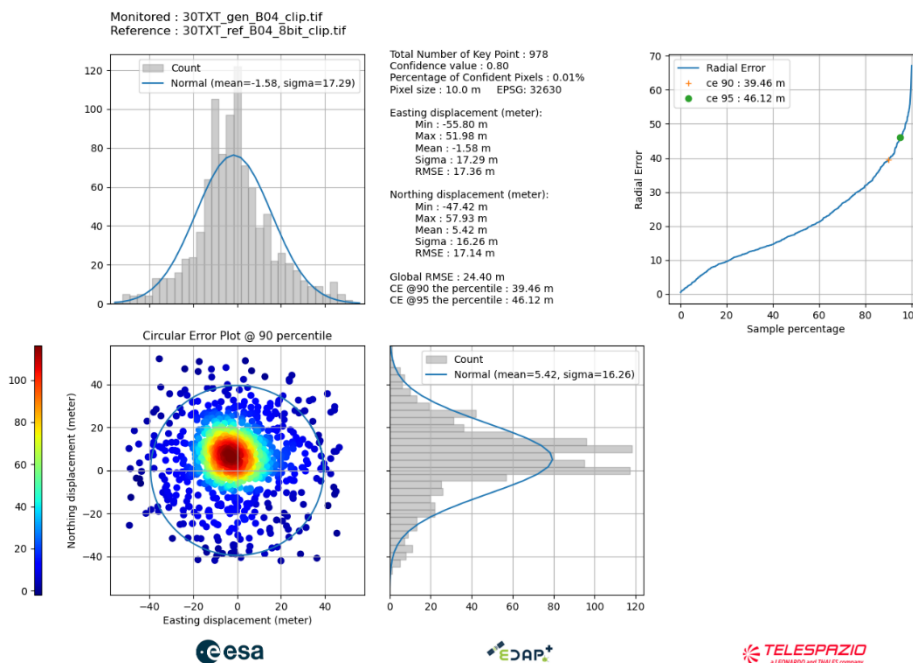 Monitored : 30TXT_gen_B04_clip.tif
Reference : 30TXT_ref_B04_8bit_clip.tif
120
100
80
60
40
20
0
Count
Normal (mean=-1.58, sigma=17.29)
Total Number of Key Point : 978
Confidence value : 0.80
Percentage of Confident Pixels : 0.01%
Pixel size : 10.0 m EPSG: 32630
Easting displacement (meter):
Min : -55.80 m
Max : 51.98 m
Mean : -1.58 m
Sigma : 17.29 m
RMSE : 17.36 m
Northing displacement (meter):
Min : -47.42 m
Max : 57.93 m
Mean : 5.42 m
Sigma : 16.26 m
RMSE : 17.14 m
Global RMSE : 24.40 m
CE @90 the percentile : 39.46 m
CE @95 the percentile : 46.12 m
Radial Error
70
60
50
40
30
20
10
0
Radial Error
ce 90 : 39.46 m
ce 95 : 46.12 m
0 20 40 60 80 100
Sample percentage
100
80
60
40
20
0
Circular Error Plot @ 90 percentile
Northing displacement (meter)
40
20
0
−20
−40
−40 −20 0 20 40
Easting displacement (meter)
Count
Normal (mean=5.42, sigma=16.26)
0 20 40 60 80 100 120
esa
EDAP+
TELESPAZIO
a LEONARDO and THALES company